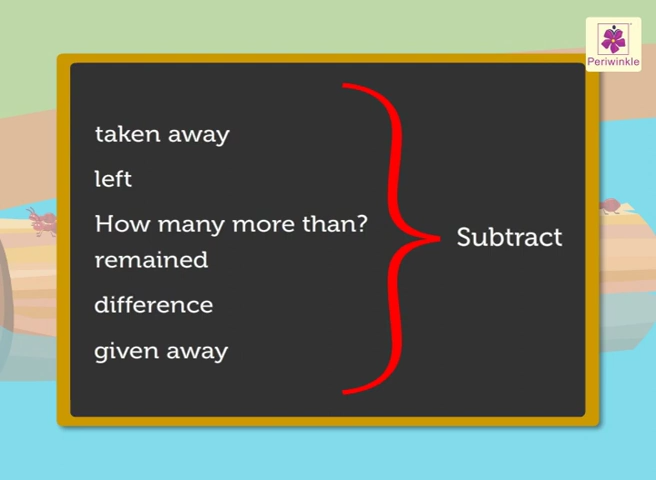 Periwinkle
taken away
left
How many more than?
remained
difference
given away
Subtract